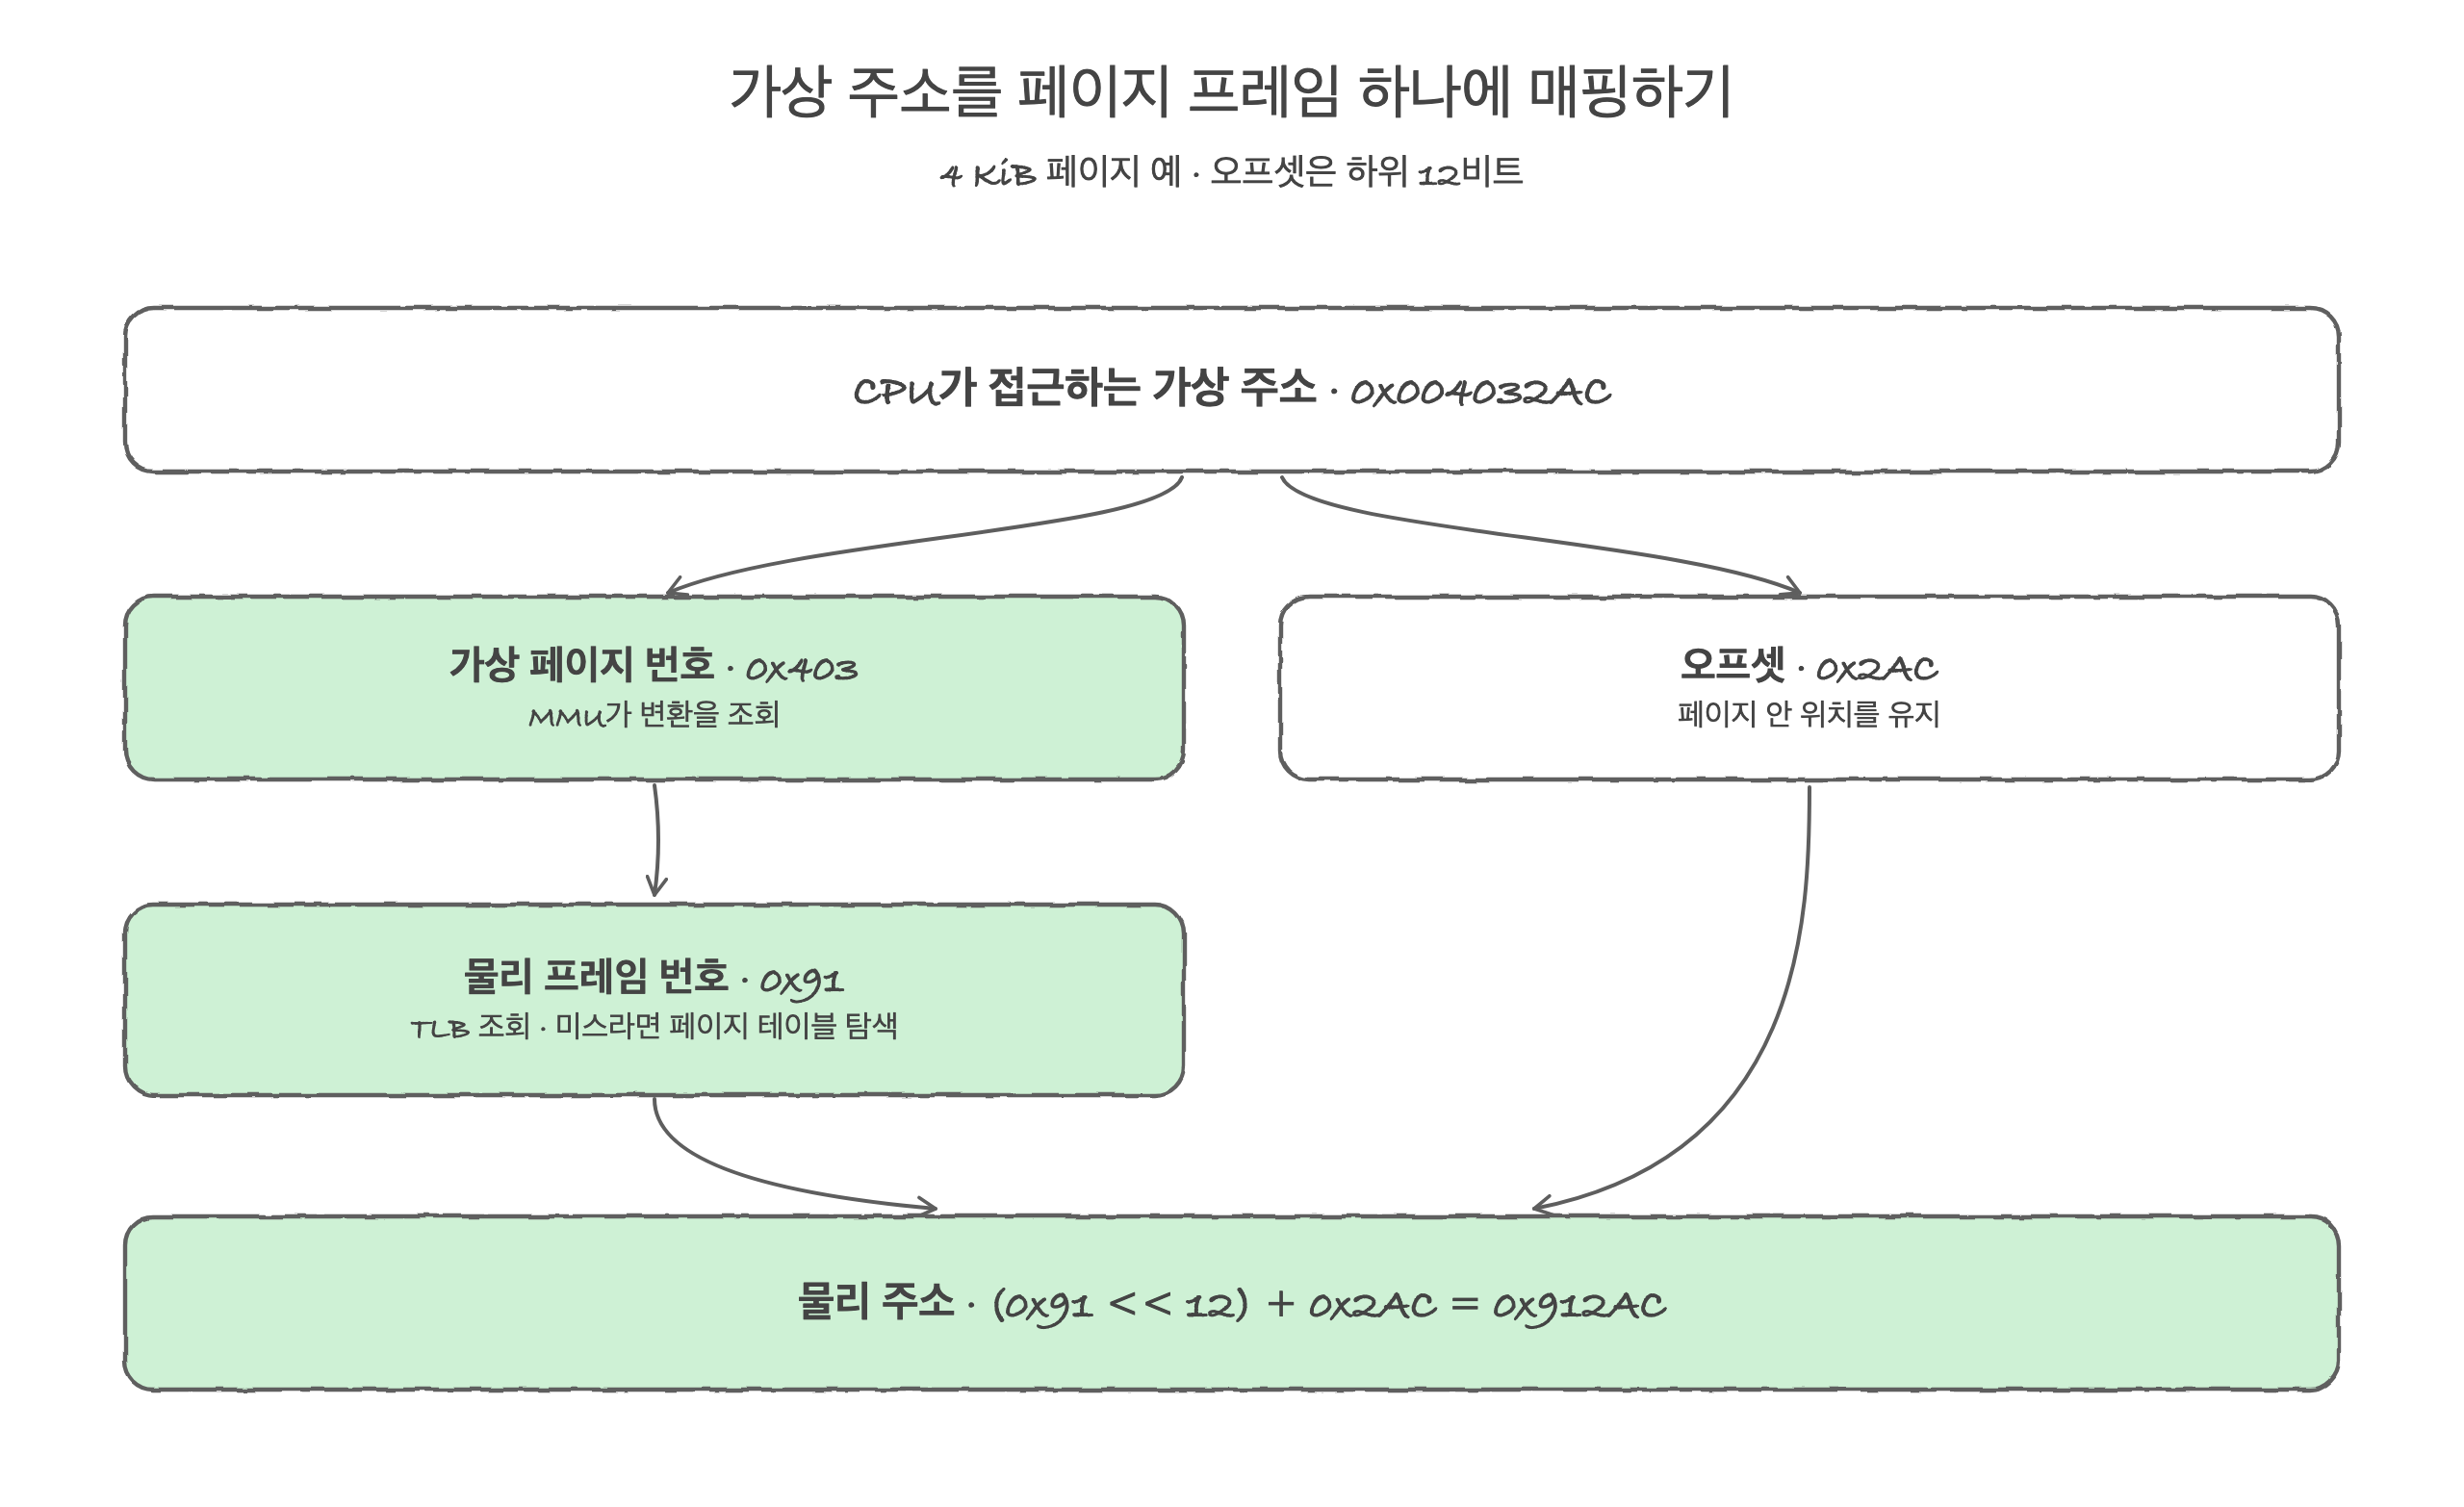 가상 주소를 페이지 프레임 하나에 매핑하기
4 KiB 페이지 예 · 오프셋은 하위 12비트
CPU가 접근하는 가상 주소 · 0x004052AC
가상 페이지 번호 · 0x405
MMU가 변환을 조회
오프셋 · 0x2AC
페이지 안 위치를 유지
물리 프레임 번호 · 0x91
TLB 조회 · 미스라면 페이지 테이블 탐색
물리 주소 · (0x91 << 12) + 0x2AC = 0x912AC